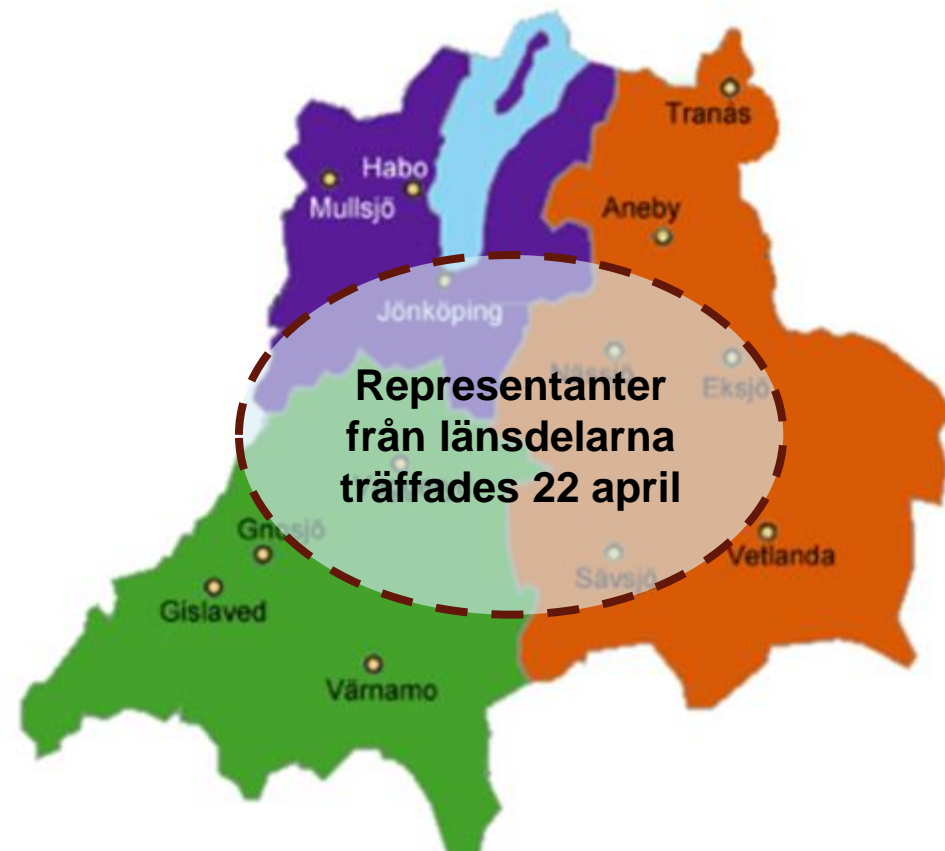 Tranås
Habo
Mullsjö
Aneby
Jönköping
Eksjö
Representanter
från länsdelarna
träffades 22 april
Gnosjö
Vetlanda
Sävsjö
Gislaved
Värnamo